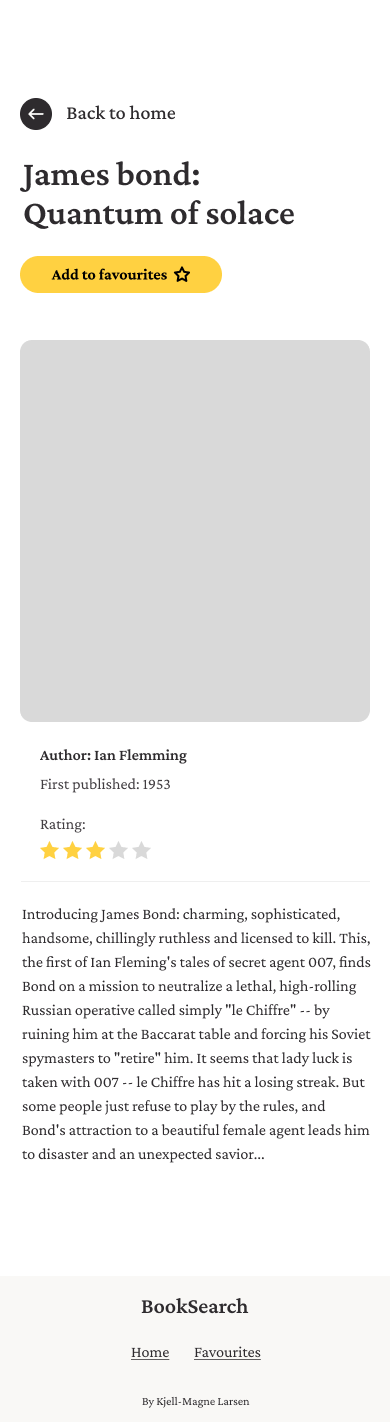 Back to home
James bond:
Quantum of solace
Add to favourites
Author: Ian Flemming
First published: 1953
Rating:
Introducing James Bond: charming, sophisticated,
handsome, chillingly ruthless and licensed to kill. This,
the first of Ian Fleming's tales of secret agent 007, finds
Bond on a mission to neutralize a lethal, high-rolling
Russian operative called simply "le Chiffre" -- by
ruining him at the Baccarat table and forcing his Soviet
spymasters to "retire" him. It seems that lady luck is
taken with 007 -- le Chiffre has hit a losing streak. But
some people just refuse to play by the rules, and
Bond's attraction to a beautiful female agent leads him
to disaster and an unexpected savior...
BookSearch
Home Favourites
By Kjell-Magne Larsen